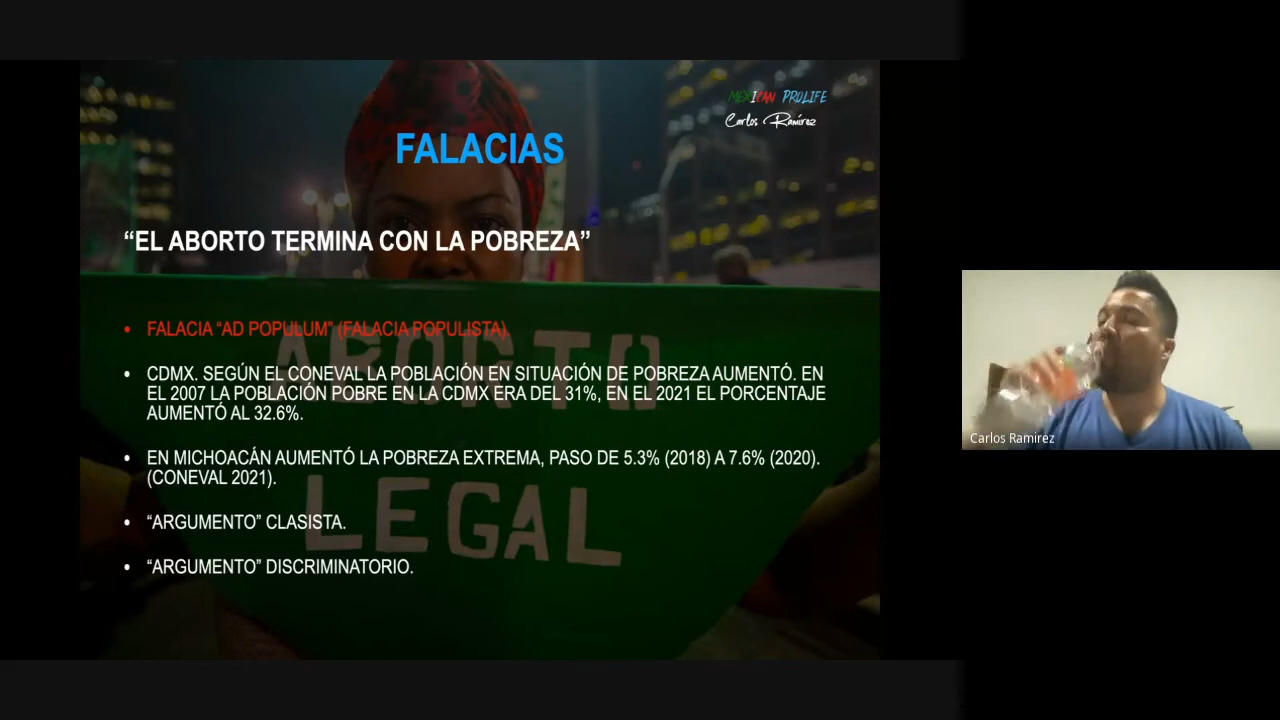 MEXICAN PROLIFE
Carlos Ramírez
FALACIAS
“EL ABORTO TERMINA CON LA POBREZA”
• FALACIA “AD POPULUM” (FALACIA POPULISTA).
• CDMX. SEGÚN EL CONEVAL LA POBLACIÓN EN SITUACIÓN DE POBREZA AUMENTÓ. EN
EL 2007 LA POBLACIÓN POBRE EN LA CDMX ERA DEL 31%, EN EL 2021 EL PORCENTAJE
AUMENTÓ AL 32.6%.
• EN MICHOACÁN AUMENTÓ LA POBREZA EXTREMA, PASO DE 5.3% (2018) A 7.6% (2020).
(CONEVAL 2021).
• “ARGUMENTO” CLASISTA.
• “ARGUMENTO” DISCRIMINATORIO.
ABORTO
LEGAL
Carlos Ramirez